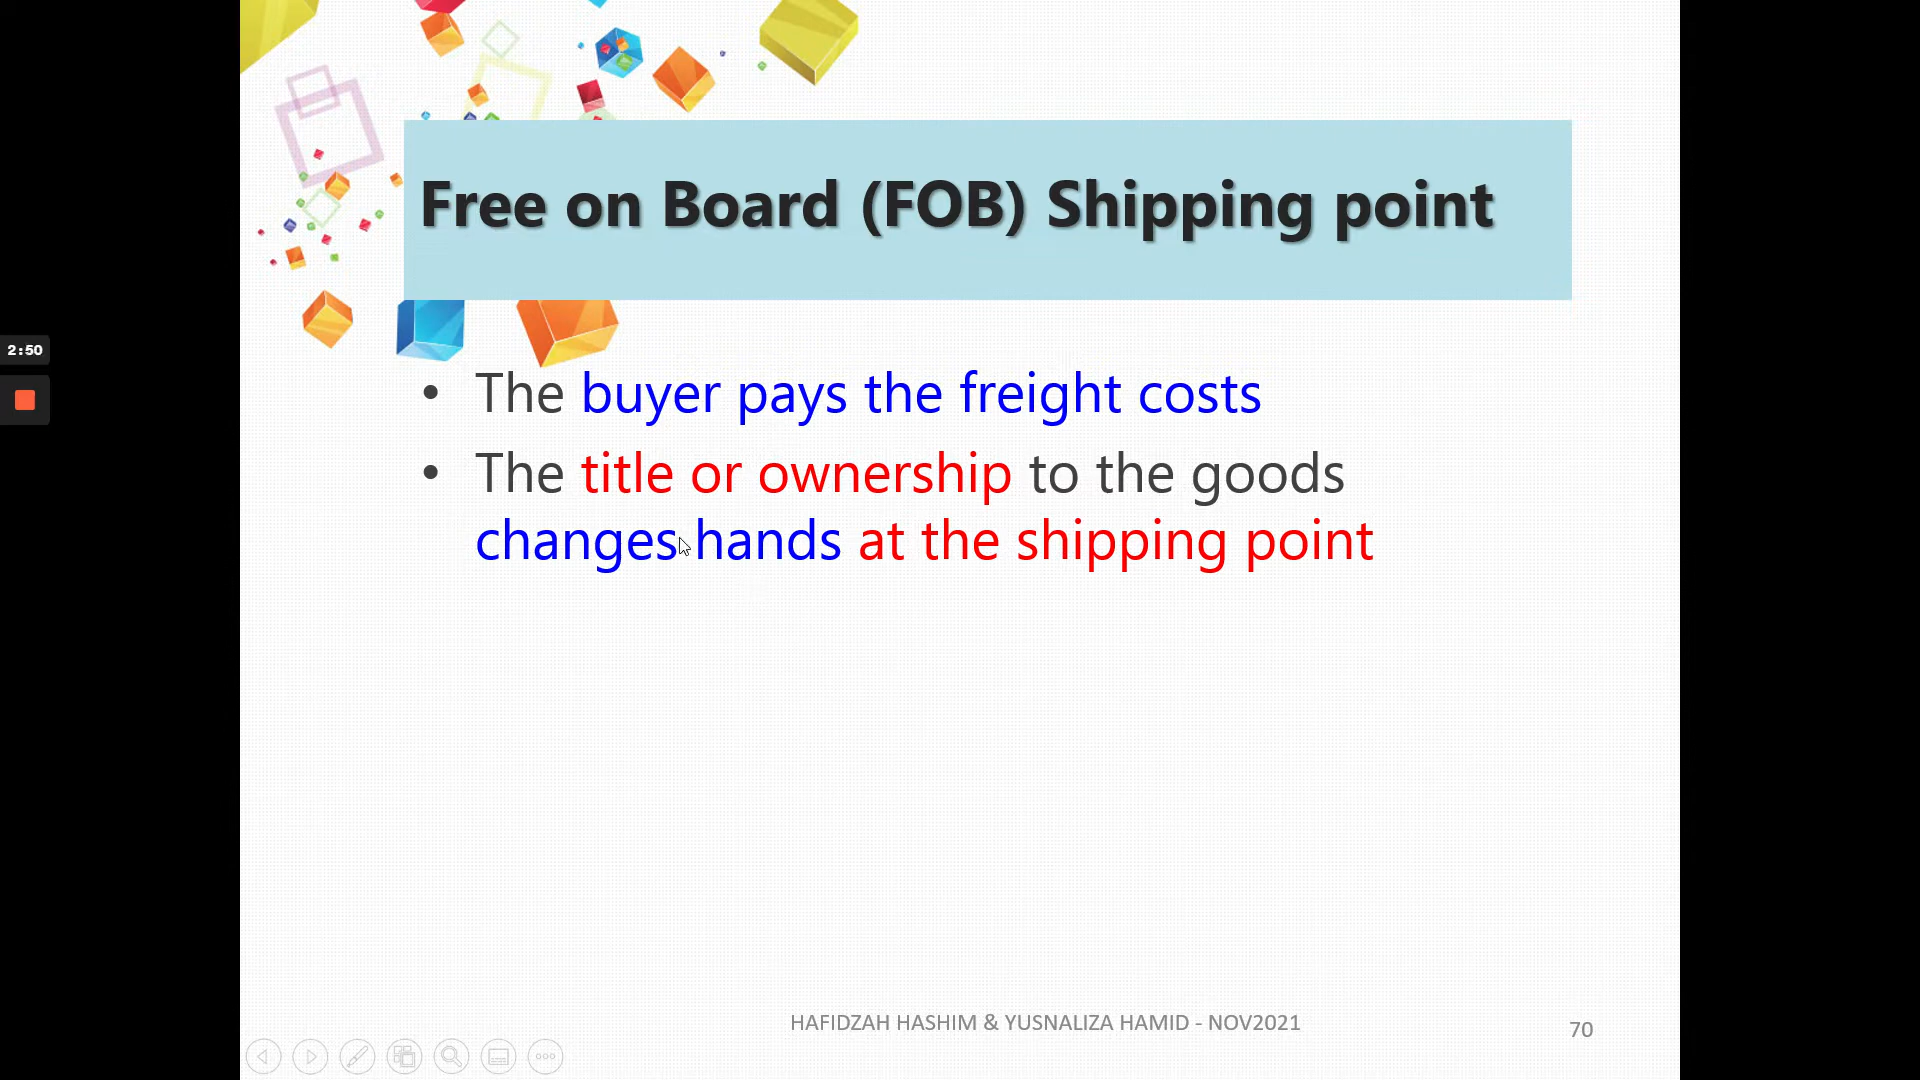 Free on Board (FOB) Shipping point
2:50
• The buyer pays the freight costs
• The title or ownership to the goods
changes hands at the shipping point
HAFIDZAH HASHIM & YUSNALIZA HAMID - NOV2021
70